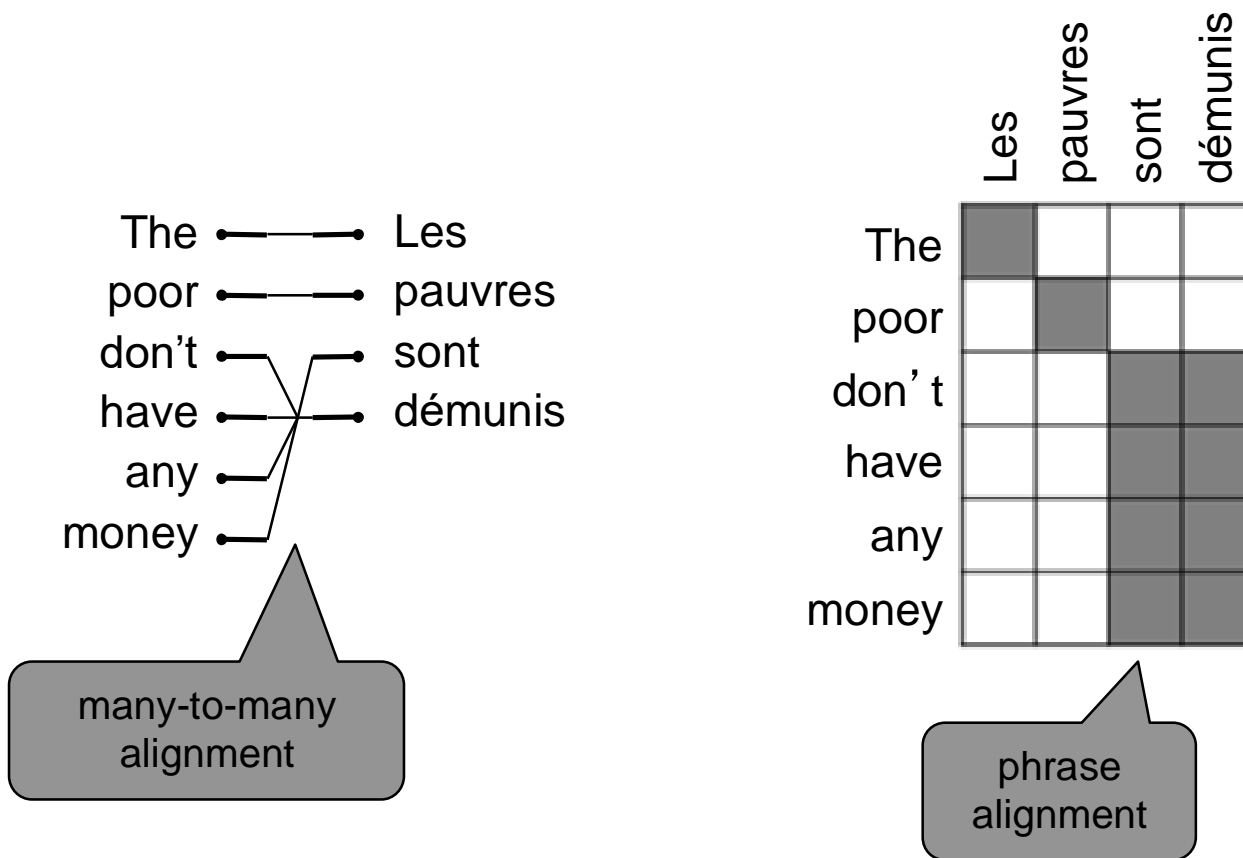 The Les
poor pauvres
don't sont
have démunis
any
money
many-to-many
alignment
Les
pauvres
sont
démunis
The
poor
don’ t
have
any
money
phrase
alignment